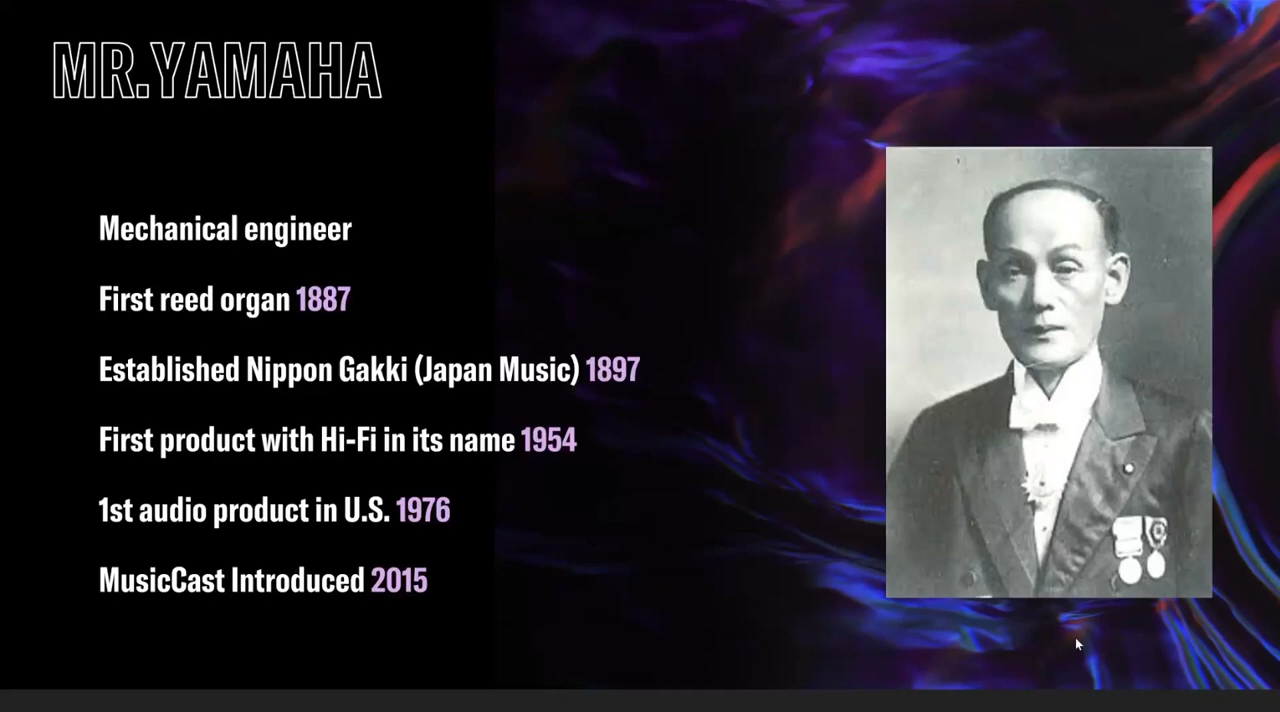 MR.YAMAHA
Mechanical engineer
First reed organ 1887
Established Nippon Gakki (Japan Music) 1897
First product with Hi-Fi in its name 1954
1st audio product in U.S. 1976
MusicCast Introduced 2015